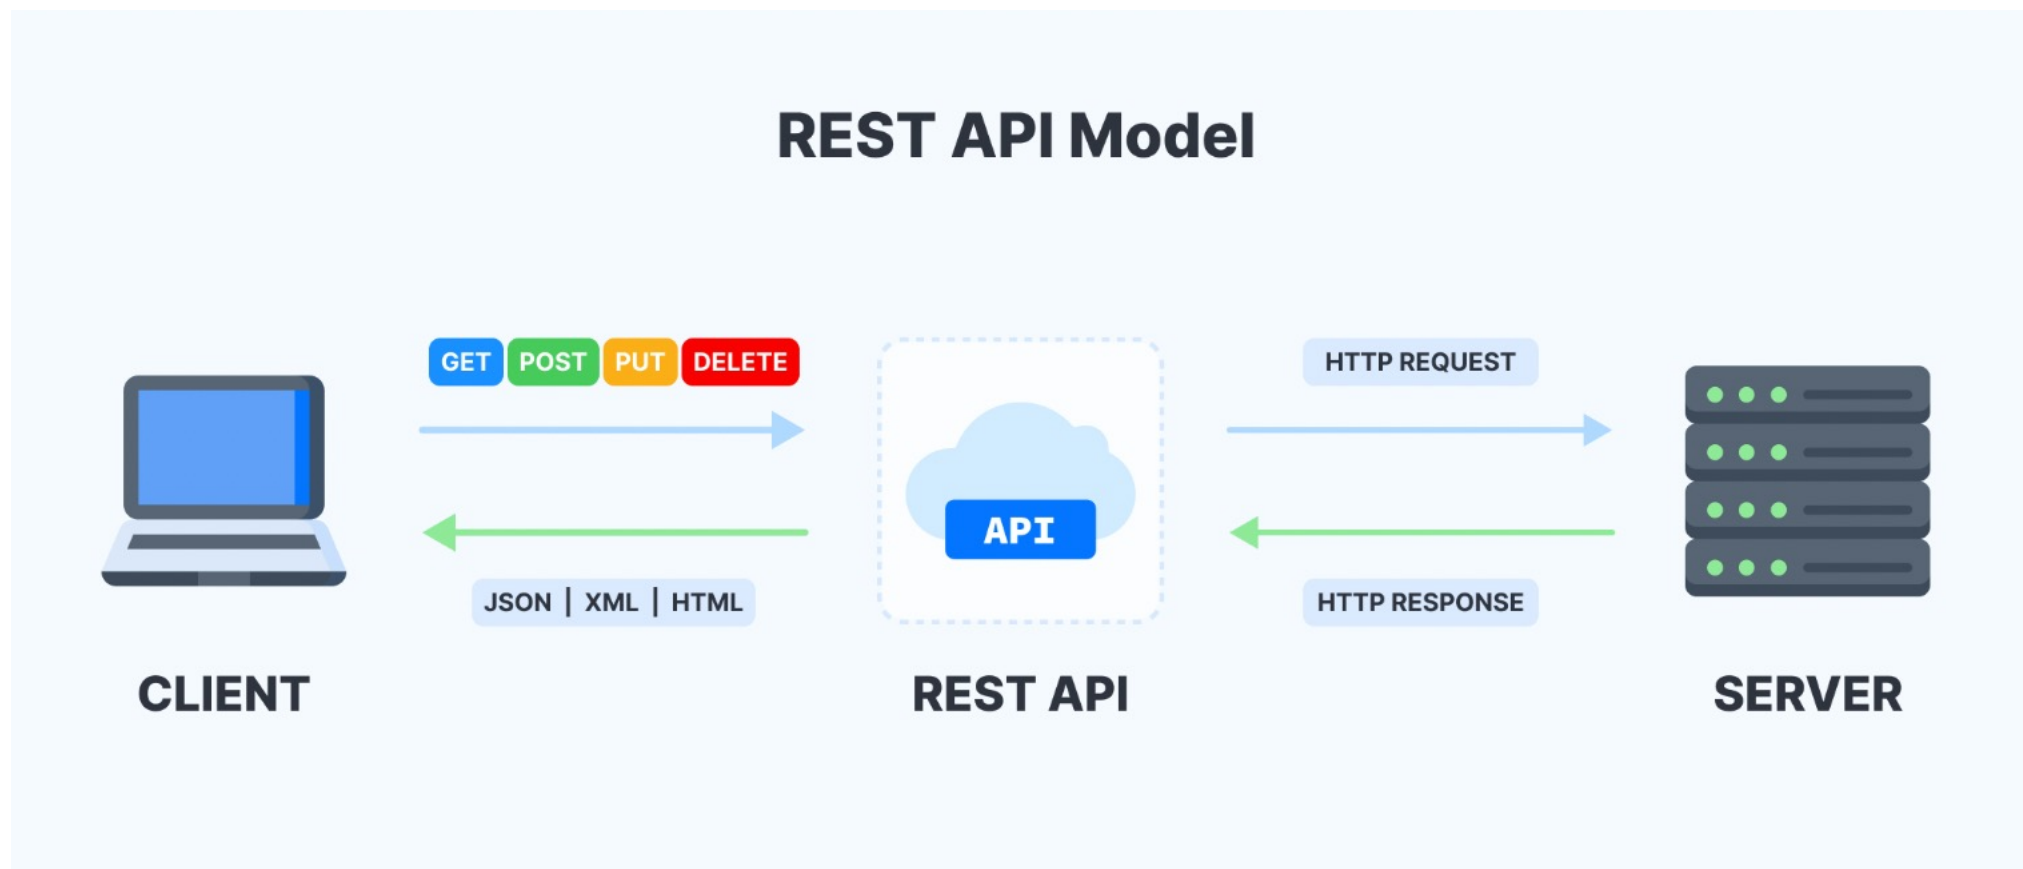 REST API Model
GET POST PUT DELETE
HTTP REQUEST
API
JSON | XML | HTML
HTTP RESPONSE
CLIENT
REST API
SERVER